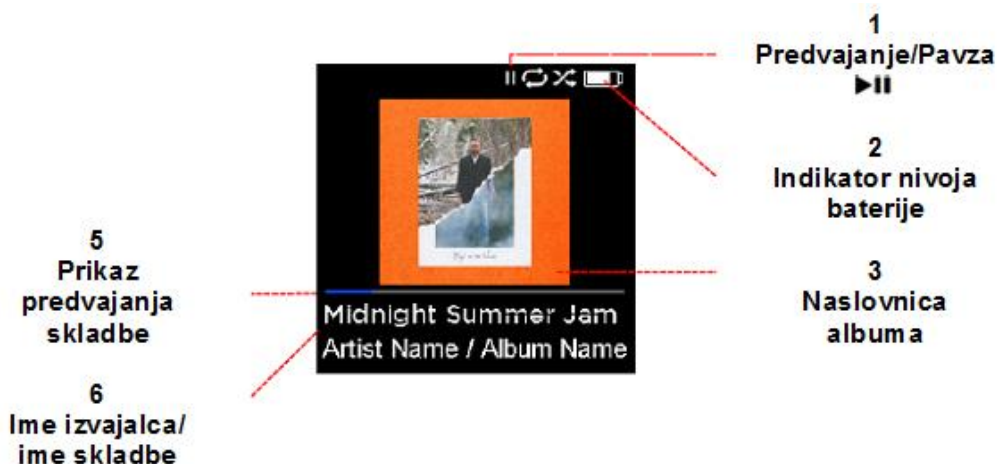 1
Predvajanje/Pavza
▶II
2
Indikator nivoja
baterije
3
Naslovnica
albuma
5
Prikaz
predvajanja
skladbe
6
Ime izvajalca/
ime skladbe
Midnight Summer Jam
Artist Name / Album Name